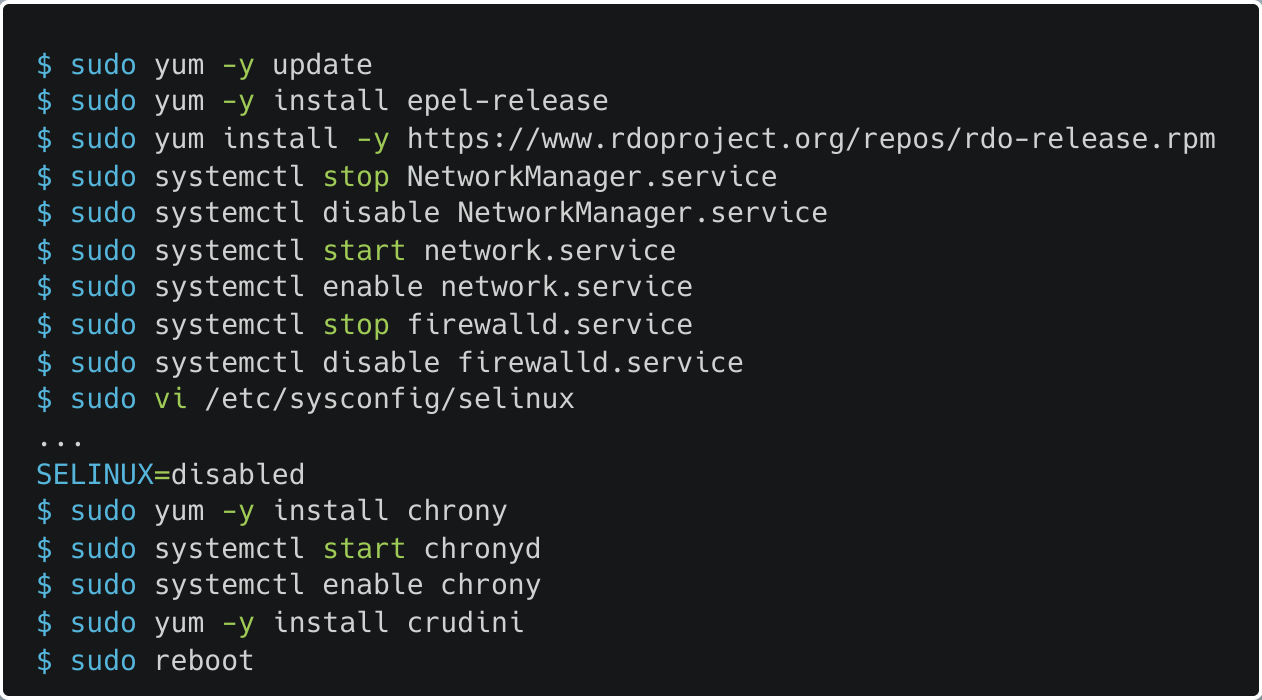 $ sudo yum -y update
$ sudo yum -y install epel-release
$ sudo yum install -y https://www.rdoproject.org/repos/rdo-release.rpm
$ sudo systemctl stop NetworkManager.service
$ sudo systemctl disable NetworkManager.service
$ sudo systemctl start network.service
$ sudo systemctl enable network.service
$ sudo systemctl stop firewalld.service
$ sudo systemctl disable firewalld.service
$ sudo vi /etc/sysconfig/selinux
...
SELINUX=disabled
$ sudo yum -y install chrony
$ sudo systemctl start chronyd
$ sudo systemctl enable chrony
$ sudo yum -y install crudini
$ sudo reboot